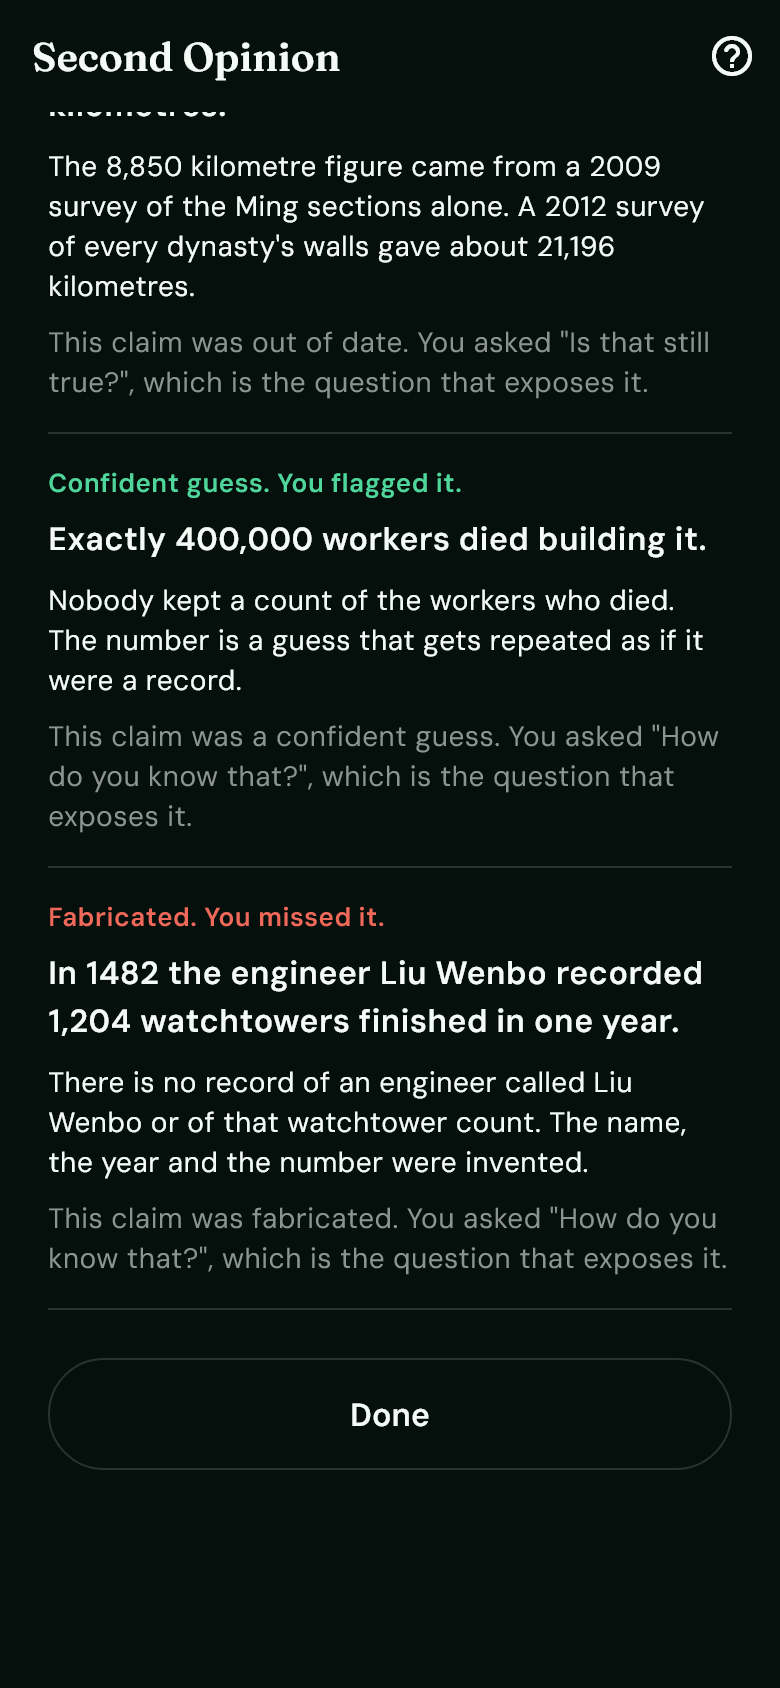 Second Opinion
kilometres.
The 8,850 kilometre figure came from a 2009
survey of the Ming sections alone. A 2012 survey
of every dynasty's walls gave about 21,196
kilometres.
This claim was out of date. You asked "Is that still
true?", which is the question that exposes it.
Confident guess. You flagged it.
Exactly 400,000 workers died building it.
Nobody kept a count of the workers who died.
The number is a guess that gets repeated as if it
were a record.
This claim was a confident guess. You asked "How
do you know that?", which is the question that
exposes it.
Fabricated. You missed it.
In 1482 the engineer Liu Wenbo recorded
1,204 watchtowers finished in one year.
There is no record of an engineer called Liu
Wenbo or of that watchtower count. The name,
the year and the number were invented.
This claim was fabricated. You asked "How do you
know that?", which is the question that exposes it.
Done